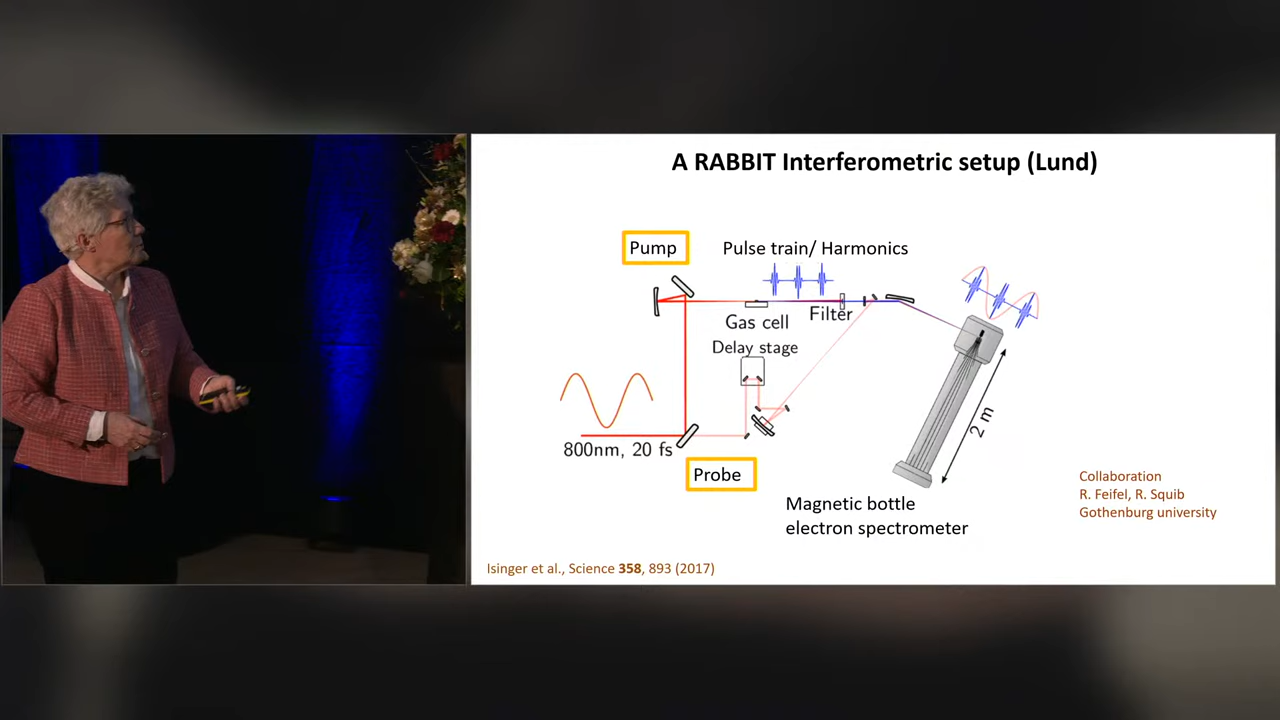 A RABBIT Interferometric setup (Lund)
Pump
Pulse train/ Harmonics
Gas cell
Filter
Delay stage
800nm, 20 fs
Probe
2 m
Magnetic bottle
electron spectrometer
Collaboration
R. Feifel, R. Squib
Gothenburg university
Isinger et al., Science 358, 893 (2017)